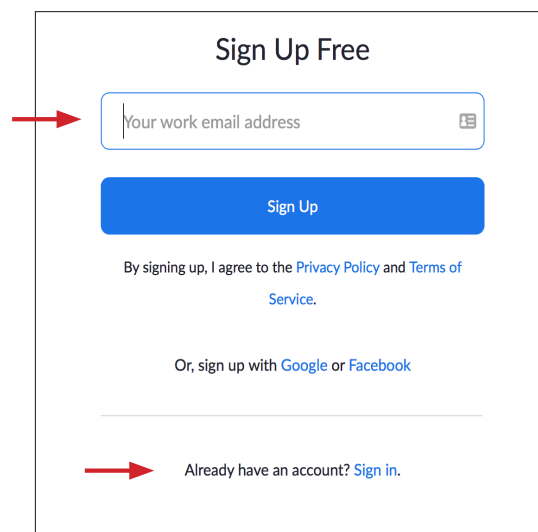 Sign Up Free
Your work email address
Sign Up
By signing up, I agree to the Privacy Policy and Terms of
Service.
Or, sign up with Google or Facebook
Already have an account? Sign in.